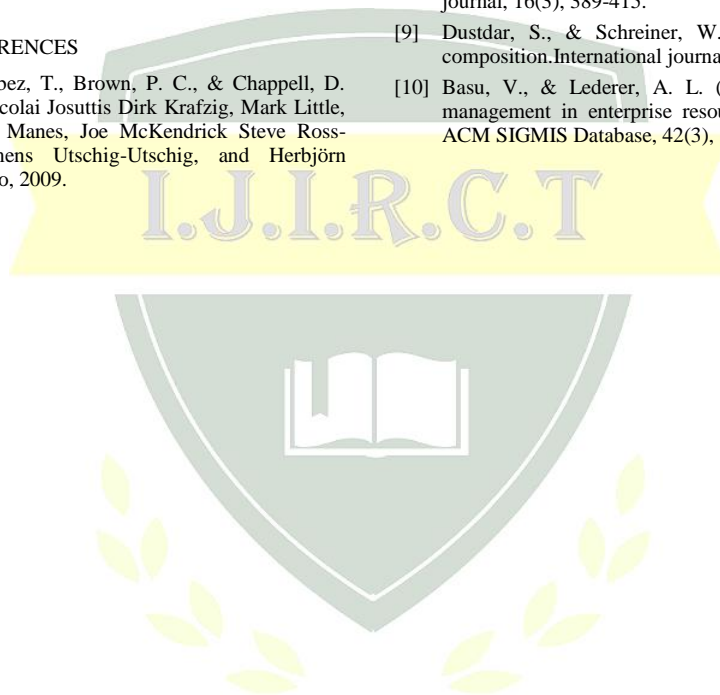 RENCES
bez, T., Brown, P. C., & Chappell, D.
colai Josuttis Dirk Krafzig, Mark Little,
Manes, Joe McKendrick Steve Ross-
nens Utschig-Utschig, and Herbjörn
o, 2009.
journal, 16(3), 389-415.
[9] Dustdar, S., & Schreiner, W.
composition.International journa
[10] Basu, V., & Lederer, A. L. (
management in enterprise resou
ACM SIGMIS Database, 42(3),
I.J.I.R.C.T